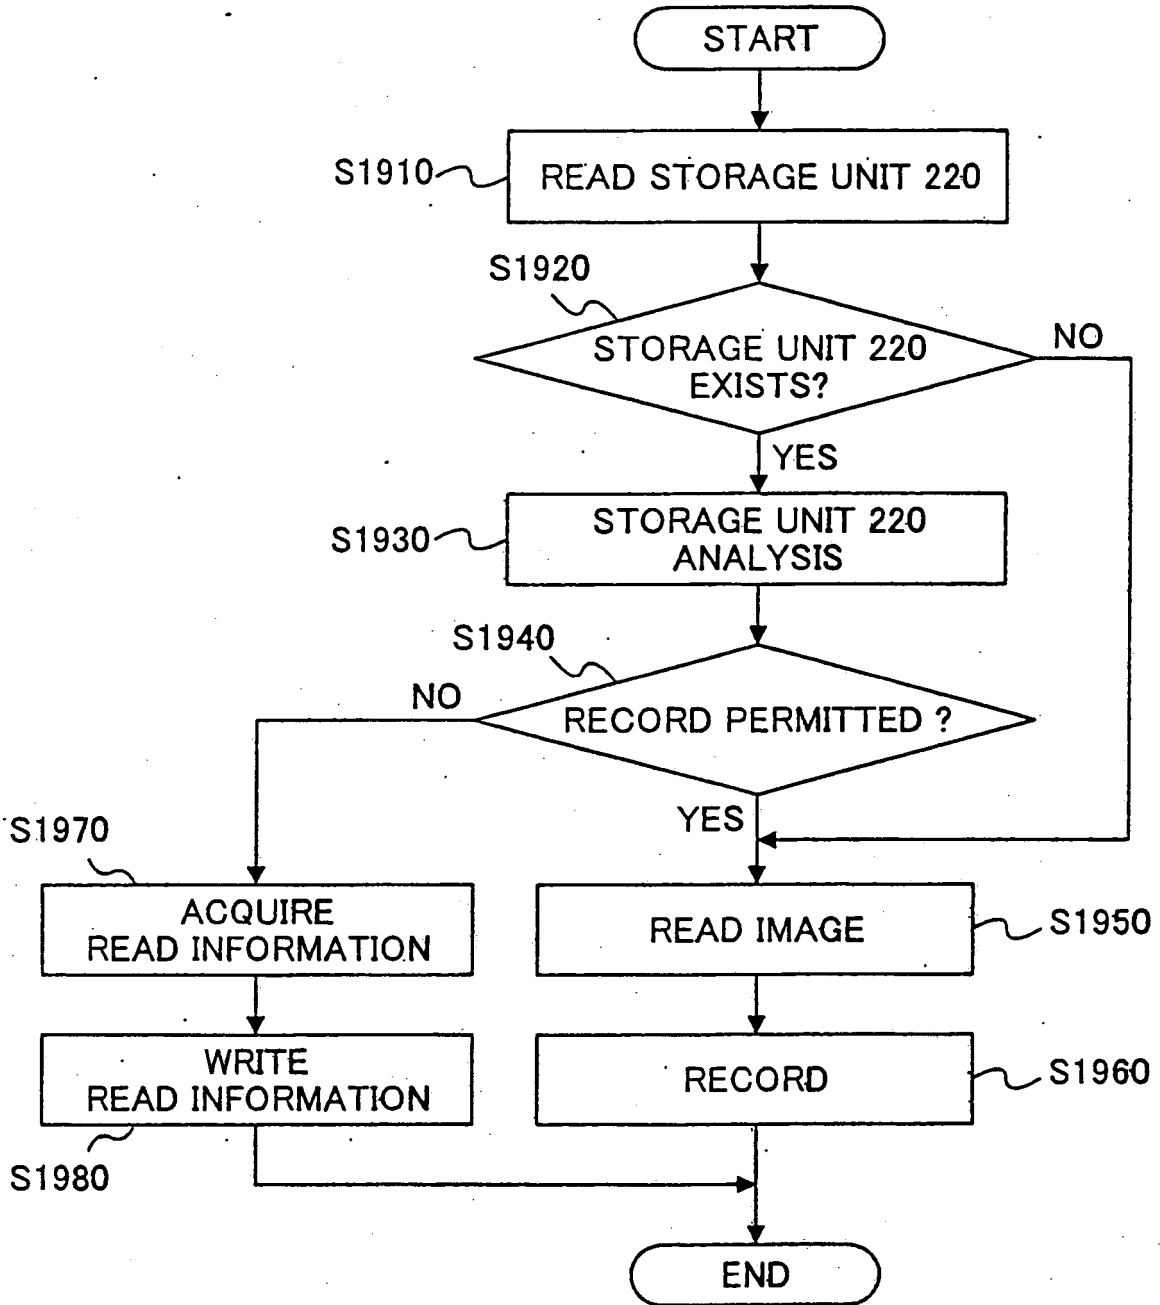 START
S1910
READ STORAGE UNIT 220
S1920
STORAGE UNIT 220
EXISTS?
NO
YES
S1930
STORAGE UNIT 220
ANALYSIS
S1940
NO
RECORD PERMITTED ?
YES
S1970
ACQUIRE
READ INFORMATION
READ IMAGE
S1950
WRITE
READ INFORMATION
RECORD
S1960
S1980
END